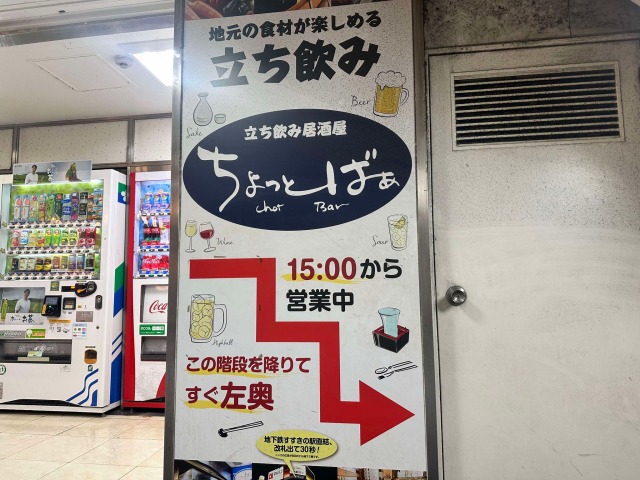 地元の食材が楽しめる
立ち飲み
Beer
Sake
立ち飲み居酒屋
ちょっとばぁ
chot Bar
Wine
Sour
15:00から
営業中
Highball
この階段を降りて
すぐ左奥
地下鉄すすきの駅直結、
改札出て30秒!
Coca